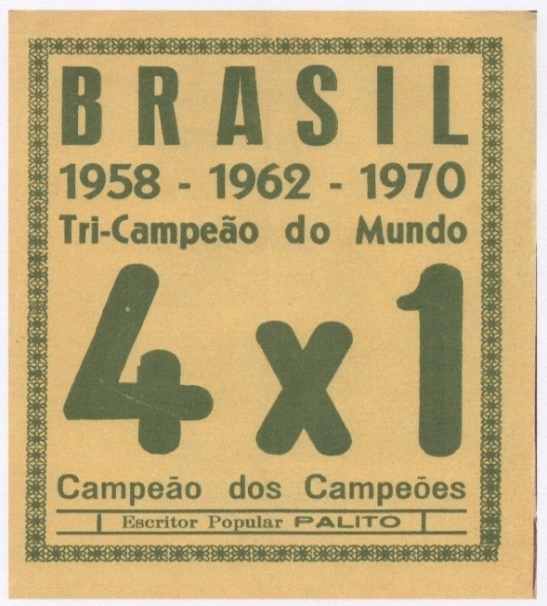 BRASIL
1958 - 1962 - 1970
Tri-Campeão do Mundo
4 x 1
Campeão dos Campeões
Escritor Popular PALITO